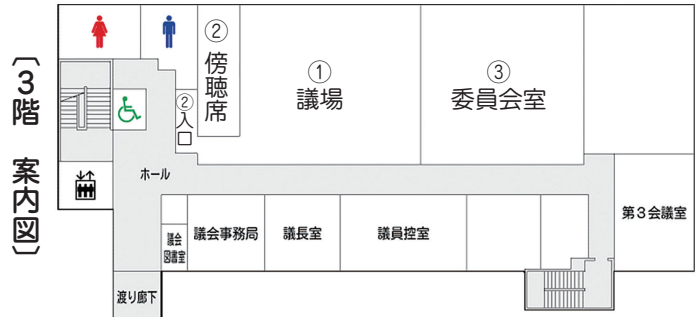 〔3階 案内図〕
② 傍聴席
① 議場
③ 委員会室
②入口
ホール
第3会議室
議会図書室
議会事務局
議長室
議員控室
渡り廊下